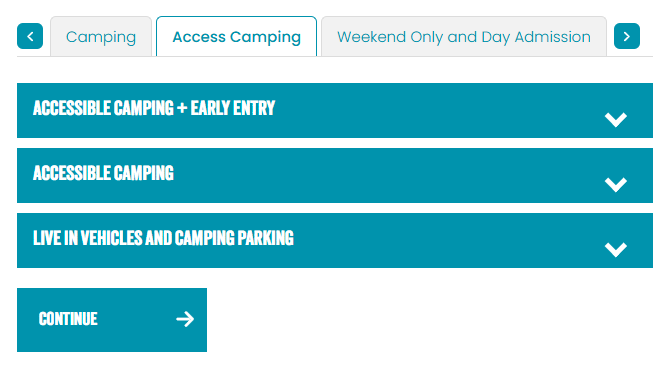 Camping
Access Camping
Weekend Only and Day Admission
ACCESSIBLE CAMPING + EARLY ENTRY
ACCESSIBLE CAMPING
LIVE IN VEHICLES AND CAMPING PARKING
CONTINUE